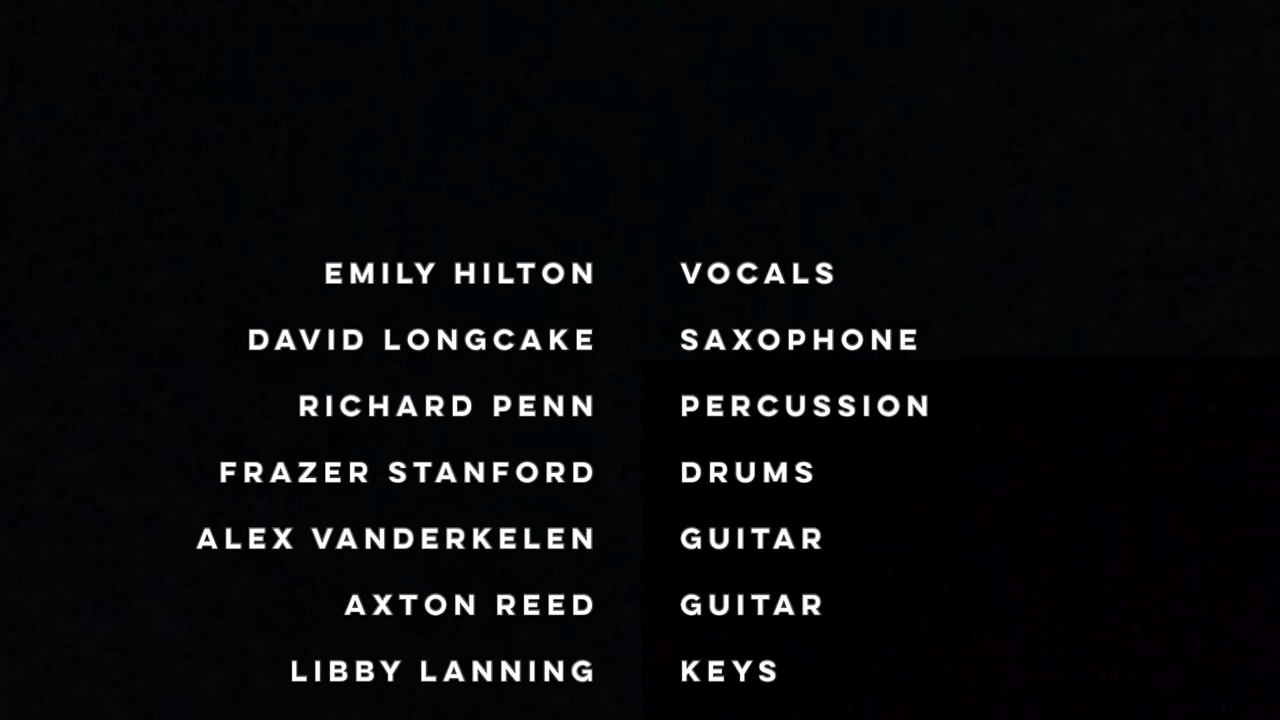 EMILY HILTON VOCALS
DAVID LONGCAKE SAXOPHONE
RICHARD PENN PERCUSSION
FRAZER STANFORD DRUMS
ALEX VANDERKELEN GUITAR
AXTON REED GUITAR
LIBBY LANNING KEYS